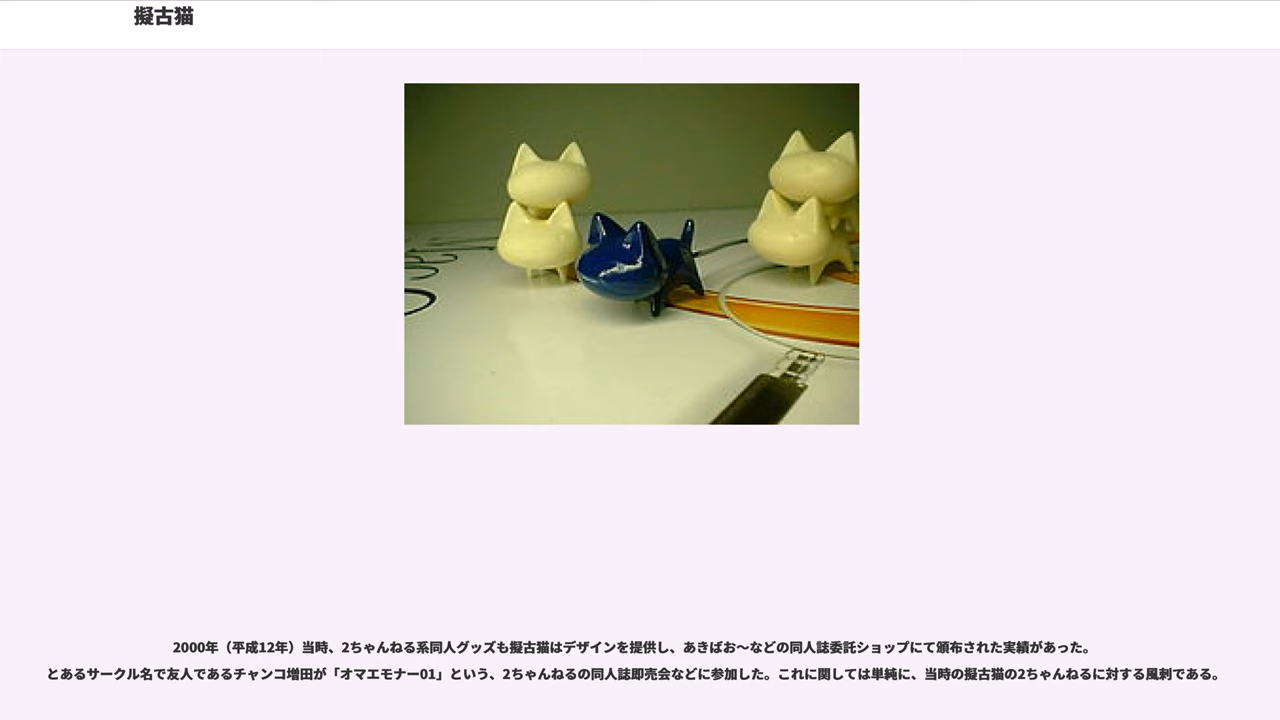 擬古猫
2000年（平成12年）当時、2ちゃんねる系同人グッズも擬古猫はデザインを提供し、あきばお〜などの同人誌委託ショップにて頒布された実績があった。
とあるサークル名で友人であるチャンコ増田が「オマエモナー01」という、2ちゃんねるの同人誌即売会などに参加した。これに関しては単純に、当時の擬古猫の2ちゃんねるに対する風刺である。